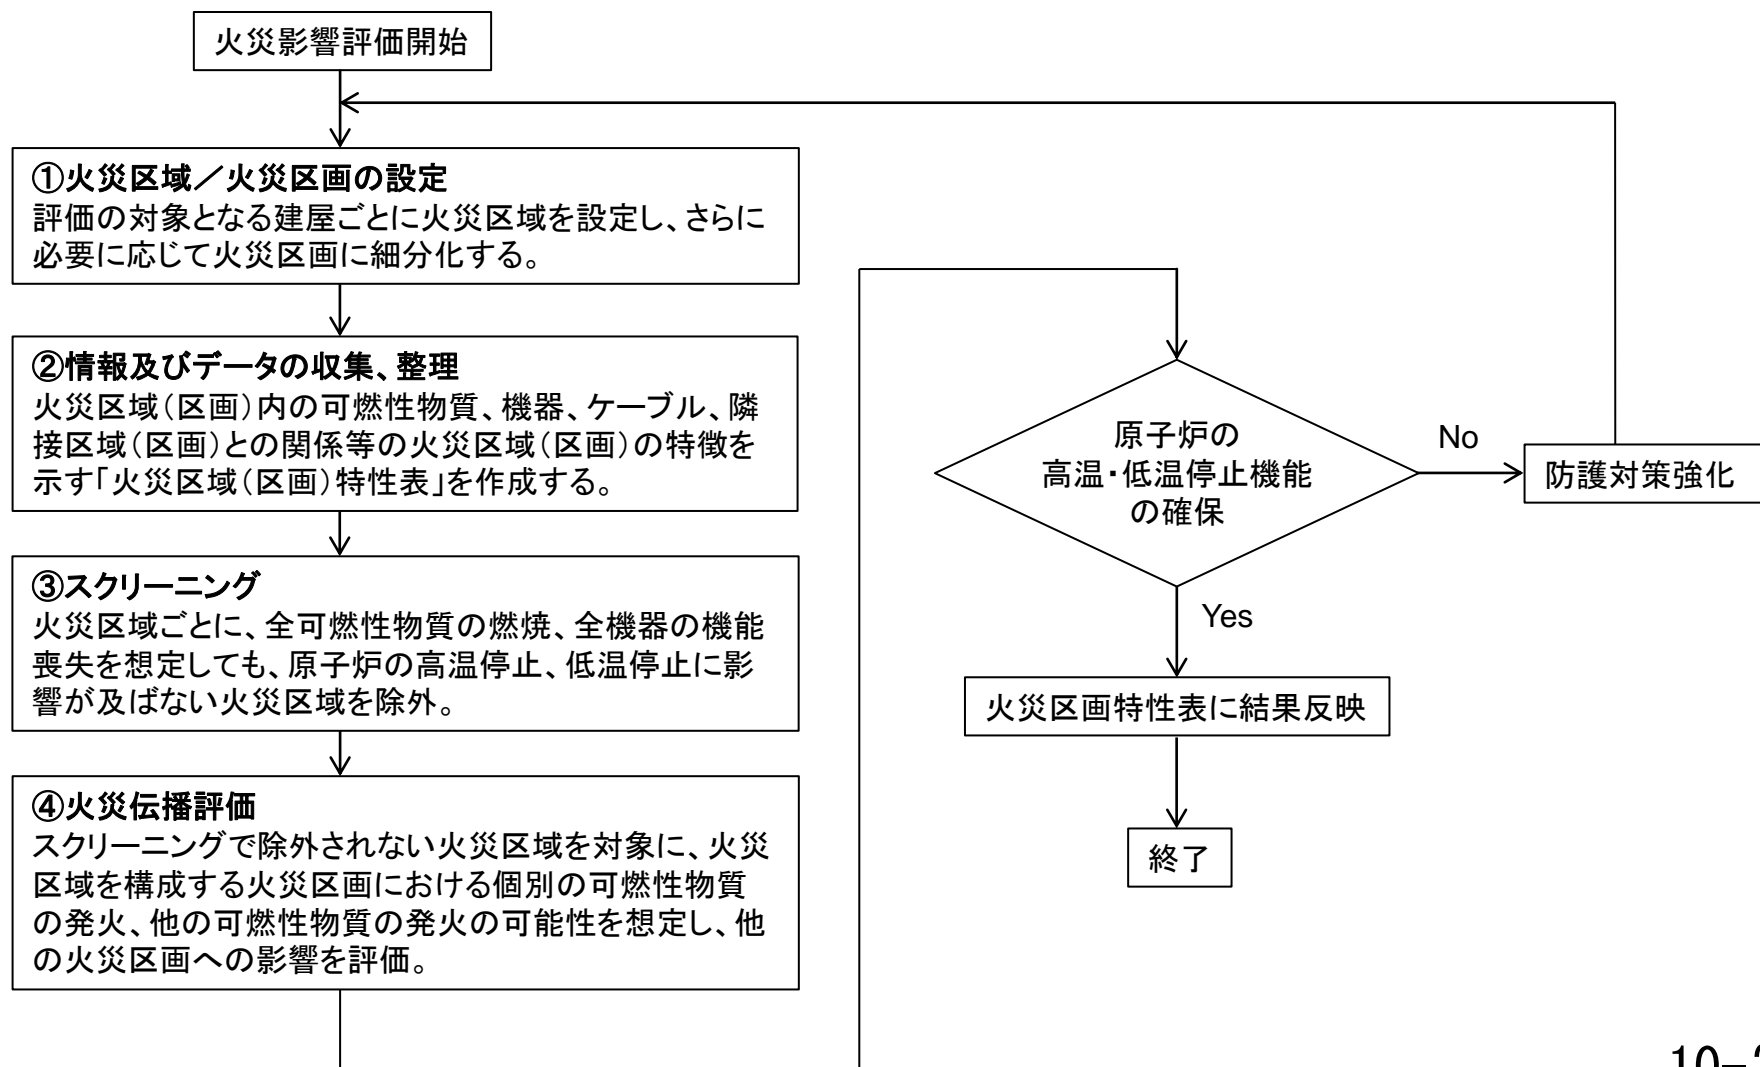 火災影響評価開始
①火災区域／火災区画の設定
評価の対象となる建屋ごとに火災区域を設定し、さらに
必要に応じて火災区画に細分化する。
②情報及びデータの収集、整理
火災区域（区画）内の可燃性物質、機器、ケーブル、隣
接区域（区画）との関係等の火災区域（区画）の特徴を
示す「火災区域（区画）特性表」を作成する。
③スクリーニング
火災区域ごとに、全可燃性物質の燃焼、全機器の機能
喪失を想定しても、原子炉の高温停止、低温停止に影
響が及ばない火災区域を除外。
④火災伝播評価
スクリーニングで除外されない火災区域を対象に、火災
区域を構成する火災区画における個別の可燃性物質
の発火、他の可燃性物質の発火の可能性を想定し、他
の火災区画への影響を評価。
原子炉の
高温・低温停止機能
の確保
No
防護対策強化
Yes
火災区画特性表に結果反映
終了